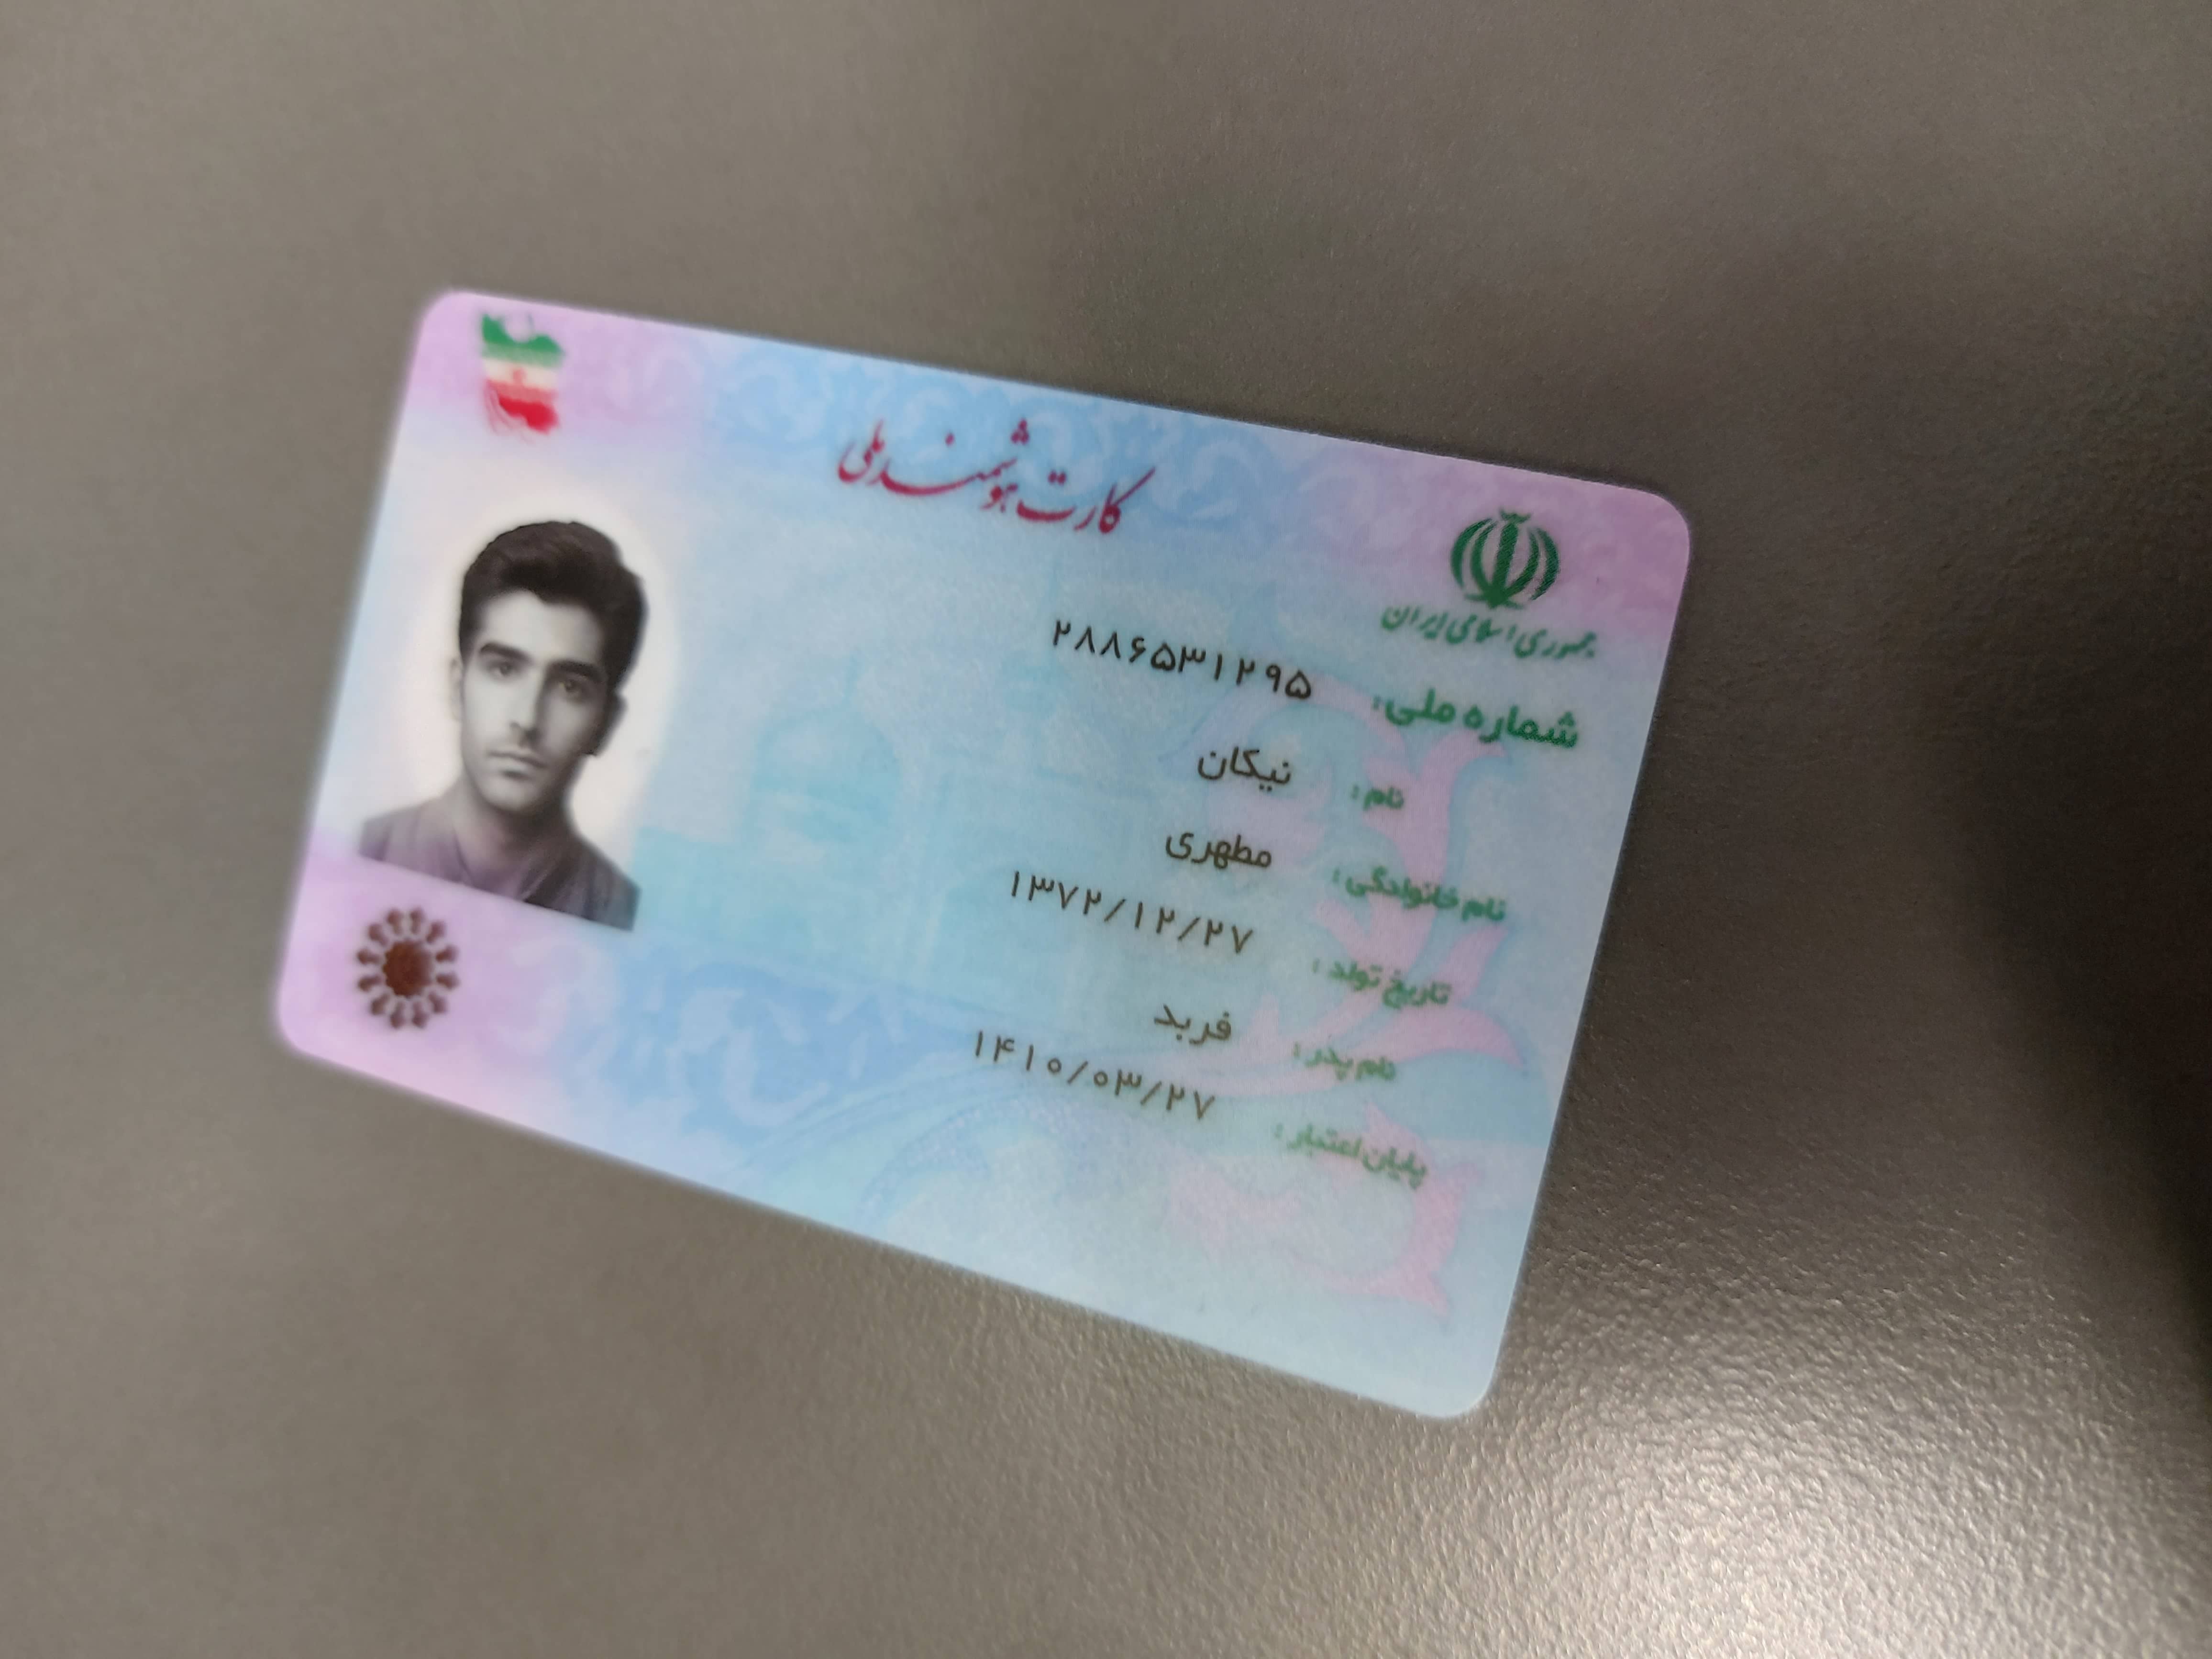 کارت هوشمند ملی
جمهوری اسلامی ایران
شماره ملی: ۲۸۸۶۵۳۱۲۹۵
نام: نیکان
نام خانوادگی: مطهری
تاریخ تولد: ۱۳۷۲/۱۲/۲۷
نام پدر: فربد
پایان اعتبار: ۱۴۱۰/۰۳/۲۷